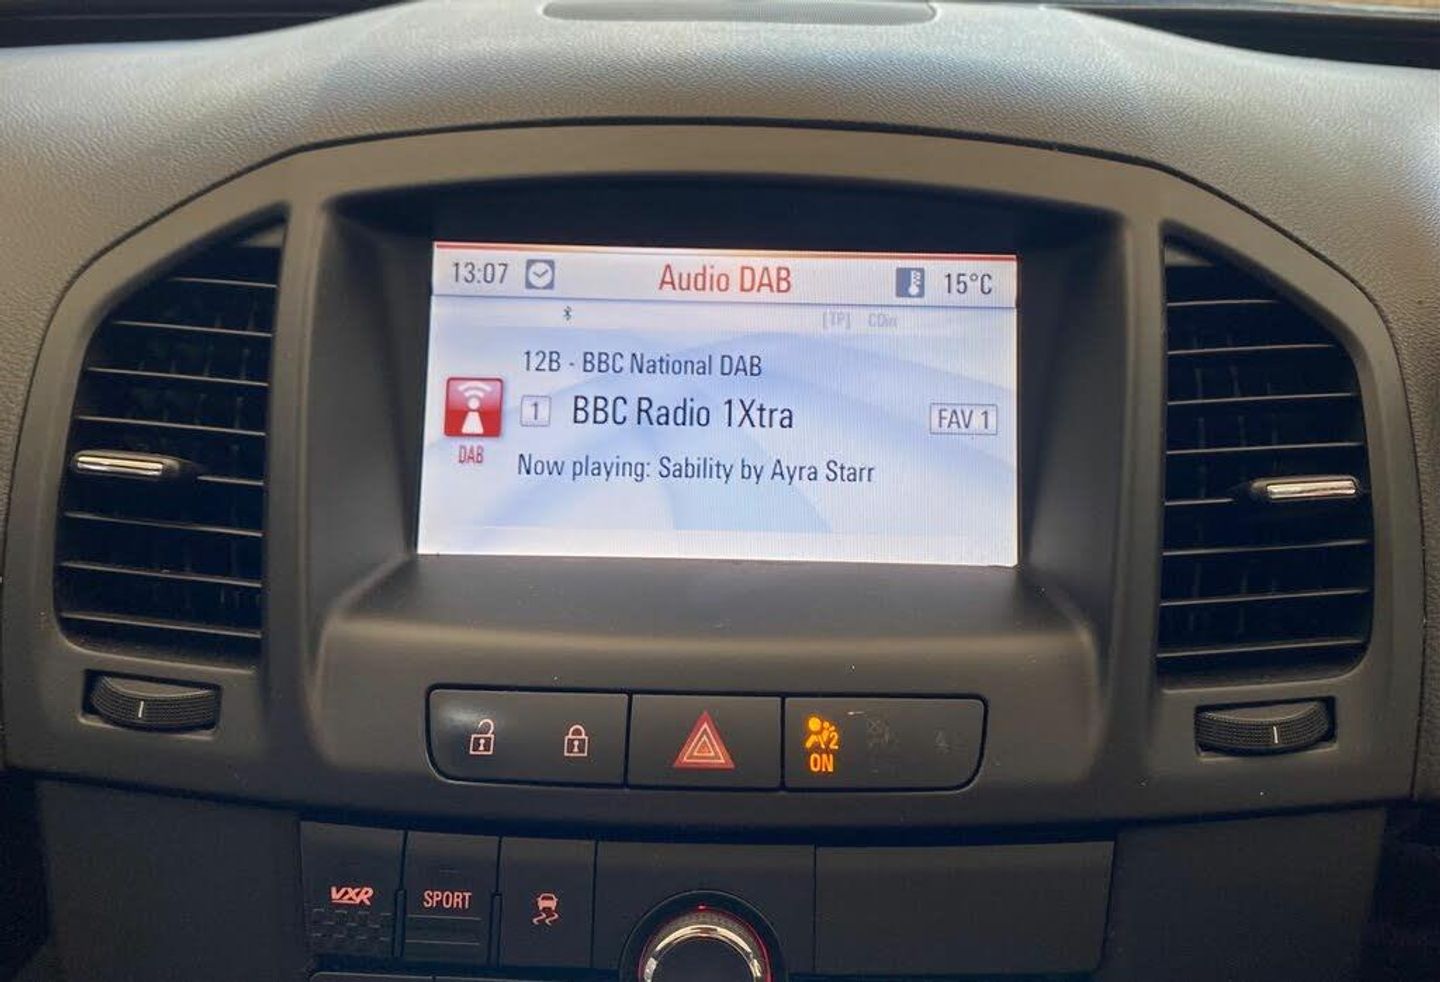 13:07 Audio DAB 15°C
[TP] CDin
12B - BBC National DAB
1 BBC Radio 1Xtra FAV 1
DAB
Now playing: Sability by Ayra Starr
2
ON
4
VXR SPORT